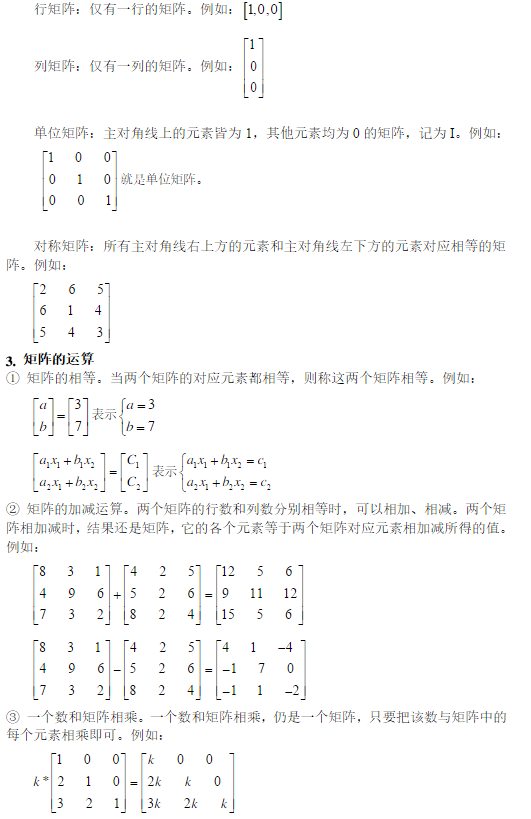 行矩阵：仅有一行的矩阵。例如：[1,0,0]
列矩阵：仅有一列的矩阵。例如：[1
0
0]
单位矩阵：主对角线上的元素皆为 1，其他元素均为 0 的矩阵，记为 I。例如：
[1 0 0
0 1 0
0 0 1] 就是单位矩阵。
对称矩阵：所有主对角线右上方的元素和主对角线左下方的元素对应相等的矩
阵。例如：
[2 6 5
6 1 4
5 4 3]
3. 矩阵的运算
① 矩阵的相等。当两个矩阵的对应元素都相等，则称这两个矩阵相等。例如：
[a b] = [3 7] 表示 {a = 3
b = 7
[a₁x₁ + b₁x₂ a₂x₁ + b₂x₂] = [C₁ C₂] 表示 {a₁x₁ + b₁x₂ = c₁
a₂x₁ + b₂x₂ = c₂
② 矩阵的加减运算。两个矩阵的行数和列数分别相等时，可以相加、相减。两个矩
阵相加减时，结果还是矩阵，它的各个元素等于两个矩阵对应元素相加减所得的值。
例如：
[8 3 1 [4 2 5 [12 5 6
4 9 6 + 5 2 6 = 9 11 12
7 3 2] 8 2 4] 15 5 6]
[8 3 1 [4 2 5 [4 1 −4
4 9 6 − 5 2 6 = −1 7 0
7 3 2] 8 2 4] −1 1 −2]
③ 一个数和矩阵相乘。一个数和矩阵相乘，仍是一个矩阵，只要把该数与矩阵中的
每个元素相乘即可。例如：
[1 0 0 [k 0 0
k * 2 1 0 = 2k k 0
3 2 1] 3k 2k k]